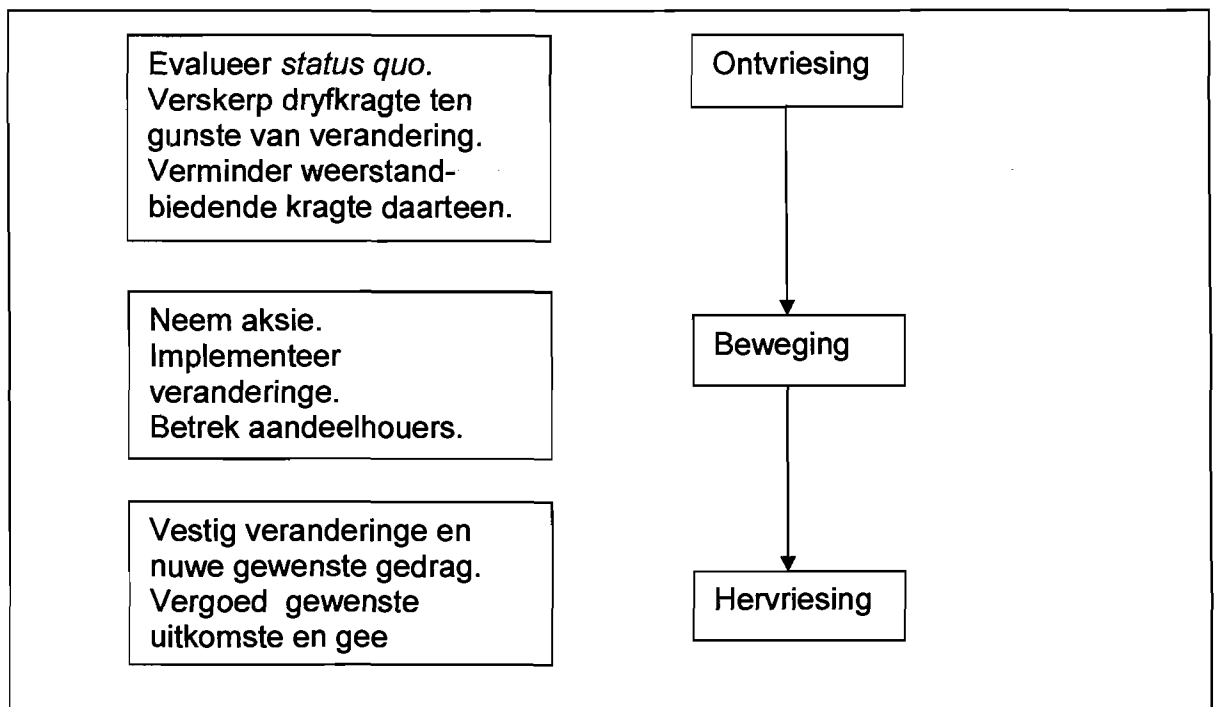 Evalueer status quo.
Verskerp dryfkragte ten
gunste van verandering.
Verminder weerstand-
biedende kragte daarteen.
Ontvriesing
Neem aksie.
Implementeer
veranderinge.
Betrek aandeelhouers.
Beweging
Vestig veranderinge en
nuwe gewenste gedrag.
Vergoed gewenste
uitkomste en gee
Hervriesing